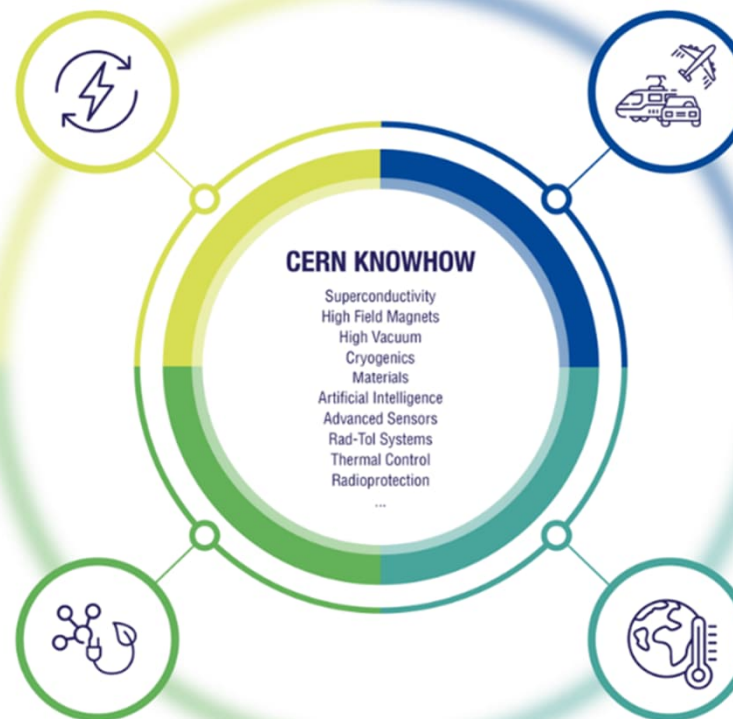 CERN KNOWHOW
Superconductivity
High Field Magnets
High Vacuum
Cryogenics
Materials
Artificial Intelligence
Advanced Sensors
Rad-Tol Systems
Thermal Control
Radioprotection
...